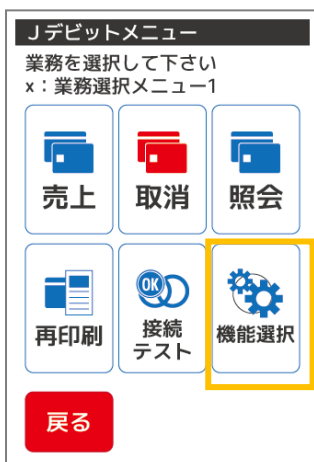 Jデビットメニュー
業務を選択して下さい
x：業務選択メニュー1
売上
取消
照会
再印刷
OK
接続
テスト
機能選択
戻る